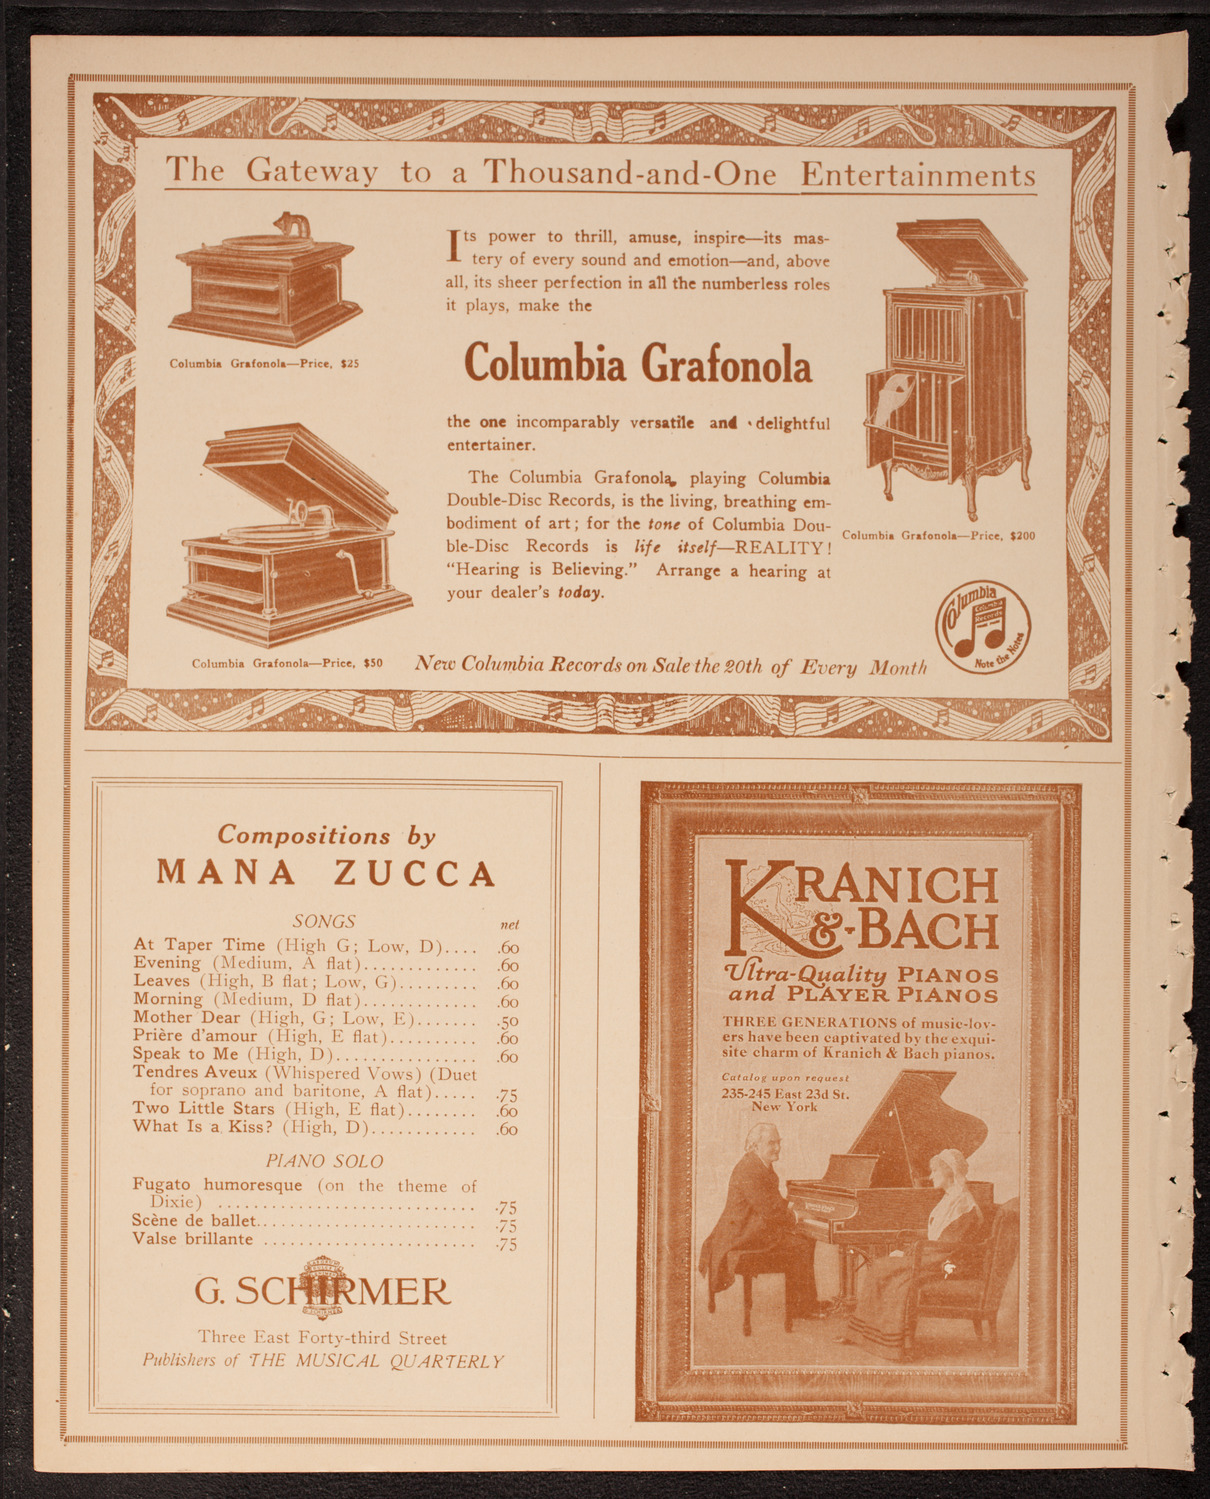 The Gateway to a Thousand-and-One Entertainments
Columbia Grafonola—Price, $25
Its power to thrill, amuse, inspire—its mas-
tery of every sound and emotion—and, above
all, its sheer perfection in all the numberless roles
it plays, make the
Columbia Grafonola
the one incomparably versatile and delightful
entertainer.
The Columbia Grafonola, playing Columbia
Double-Disc Records, is the living, breathing em-
bodiment of art; for the tone of Columbia Dou-
ble-Disc Records is life itself—REALITY!
“Hearing is Believing.” Arrange a hearing at
your dealer’s today.
Columbia Grafonola—Price, $200
Columbia Grafonola—Price, $50
New Columbia Records on Sale the 20th of Every Month
Columbia
Columbia
Records
Note the Notes
Compositions by
MANA ZUCCA
SONGS net
At Taper Time (High G; Low, D).... .60
Evening (Medium, A flat)............. .60
Leaves (High, B flat; Low, G)......... .60
Morning (Medium, D flat)............. .60
Mother Dear (High, G; Low, E)....... .50
Prière d'amour (High, E flat).......... .60
Speak to Me (High, D)................ .60
Tendres Aveux (Whispered Vows) (Duet
for soprano and baritone, A flat)..... .75
Two Little Stars (High, E flat)........ .60
What Is a Kiss? (High, D)............ .60
PIANO SOLO
Fugato humoresque (on the theme of
Dixie) ............................. .75
Scène de ballet......................... .75
Valse brillante ........................ .75
G. SCHIRMER
Three East Forty-third Street
Publishers of THE MUSICAL QUARTERLY
KRANICH
&-BACH
Ultra-Quality PIANOS
and PLAYER PIANOS
THREE GENERATIONS of music-lov-
ers have been captivated by the exqui-
site charm of Kranich & Bach pianos.
Catalog upon request
235-245 East 23d St.
New York